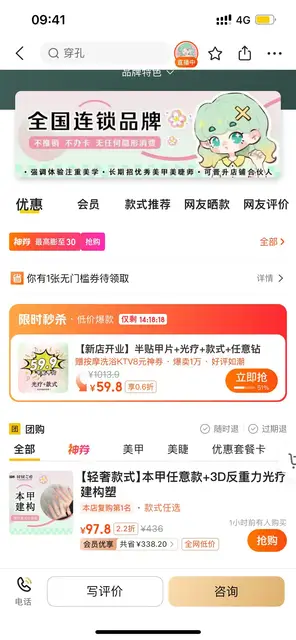 09:41
4G
穿孔
直播中
品牌特色
全国连锁品牌
不推销 不办卡 无任何隐形消费
·强调体验注重美学·长期招优秀美甲美睫师·可晋升店铺合伙人
优惠 会员 款式推荐 网友晒款 网友评价
神券 最高膨至30 抢购
全部
你有1张无门槛券待领取
详情
限时秒杀 · 低价爆款 仅剩 14:18:18
59.9
光疗+款式
【新店开业】半贴甲片+光疗+款式+任意钻
赠按摩洗浴KTV8元神券 · 爆卖1万 · 好评如潮
¥1013.9
¥59.8 享0.6折
立即抢
51%
团 团购
随时退 过期退
全部 神券 美甲 美睫 优惠套餐卡
本甲
建构
【轻奢款式】本甲任意款+3D反重力光疗
建构塑
本店复购第1名 · 款式任选
¥97.8 2.2折 ¥436
1小时前有人购买
会员优享 共省¥338.20 全网低价
抢购
电话
写评价
咨询